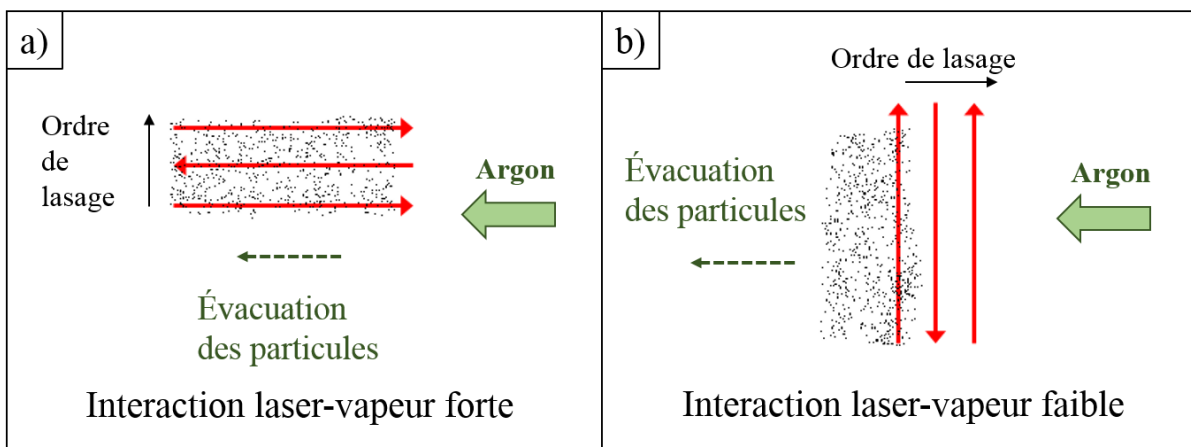 a)
Ordre
de
lasage
Argon
Évacuation
des particules
Interaction laser-vapeur forte
b)
Ordre de lasage
Évacuation
des particules
Argon
Interaction laser-vapeur faible